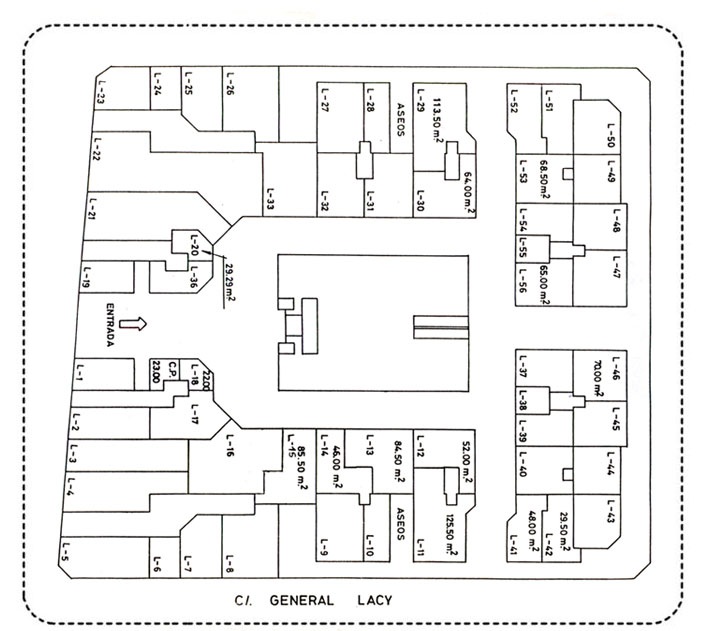 L-23
L-24
L-25
L-26
L-27
L-28
ASEOS
L-29
113.50 m.²
L-52
L-51
L-50
L-22
L-33
L-32
L-31
L-30
64.00 m.²
L-53
68.50 m.²
L-49
L-21
L-20
29.29 m.²
L-54
L-55
L-56
65.00 m.²
L-48
L-47
L-19
L-36
ENTRADA
L-1
C.P.
23.00
L-18
22.00
L-37
L-38
L-39
L-46
70.00 m.²
L-45
L-2
L-17
L-3
L-16
L-15
85.50 m.²
L-14
46.00 m.²
L-13
84.50 m.²
L-12
52.00 m.²
L-40
L-44
L-4
L-5
L-6
L-7
L-8
L-9
L-10
ASEOS
L-11
125.50 m.²
L-41
48.00 m.²
L-42
29.50 m.²
L-43
C/. GENERAL LACY